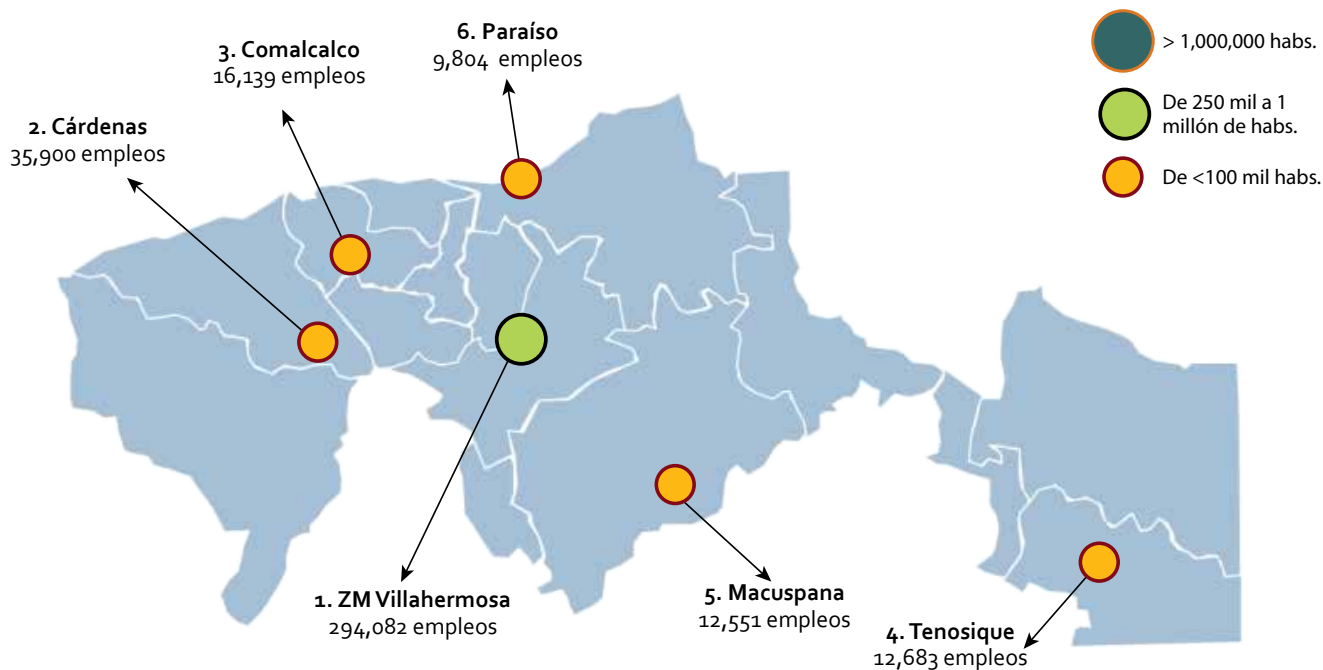 6. Paraíso
9,804 empleos
3. Comalcalco
16,139 empleos
2. Cárdenas
35,900 empleos
> 1,000,000 habs.
De 250 mil a 1
millón de habs.
De <100 mil habs.
1. ZM Villahermosa
294,082 empleos
5. Macuspana
12,551 empleos
4. Tenosique
12,683 empleos